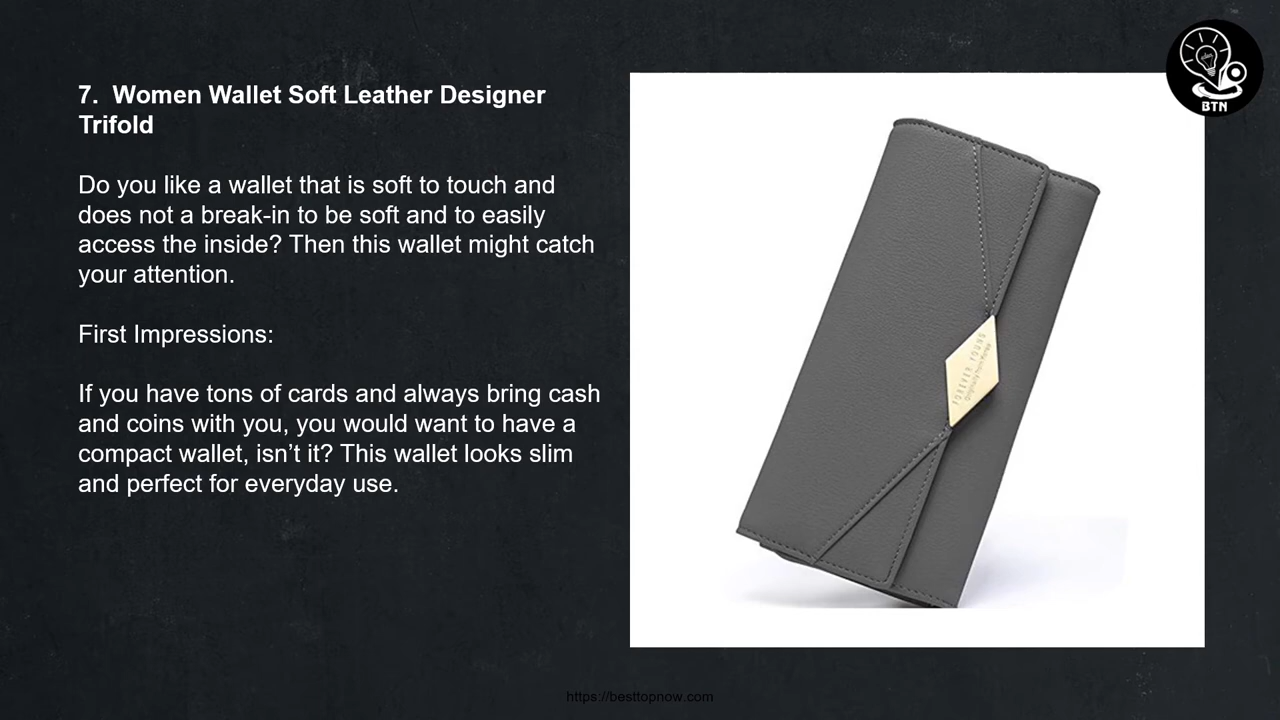 7.  Women Wallet Soft Leather Designer
Trifold
Do you like a wallet that is soft to touch and
does not a break-in to be soft and to easily
access the inside? Then this wallet might catch
your attention.
First Impressions:
If you have tons of cards and always bring cash
and coins with you, you would want to have a
compact wallet, isn’t it? This wallet looks slim
and perfect for everyday use.
FOREVER YOUNG
Originally from Korea
BTN
https://besttopnow.com